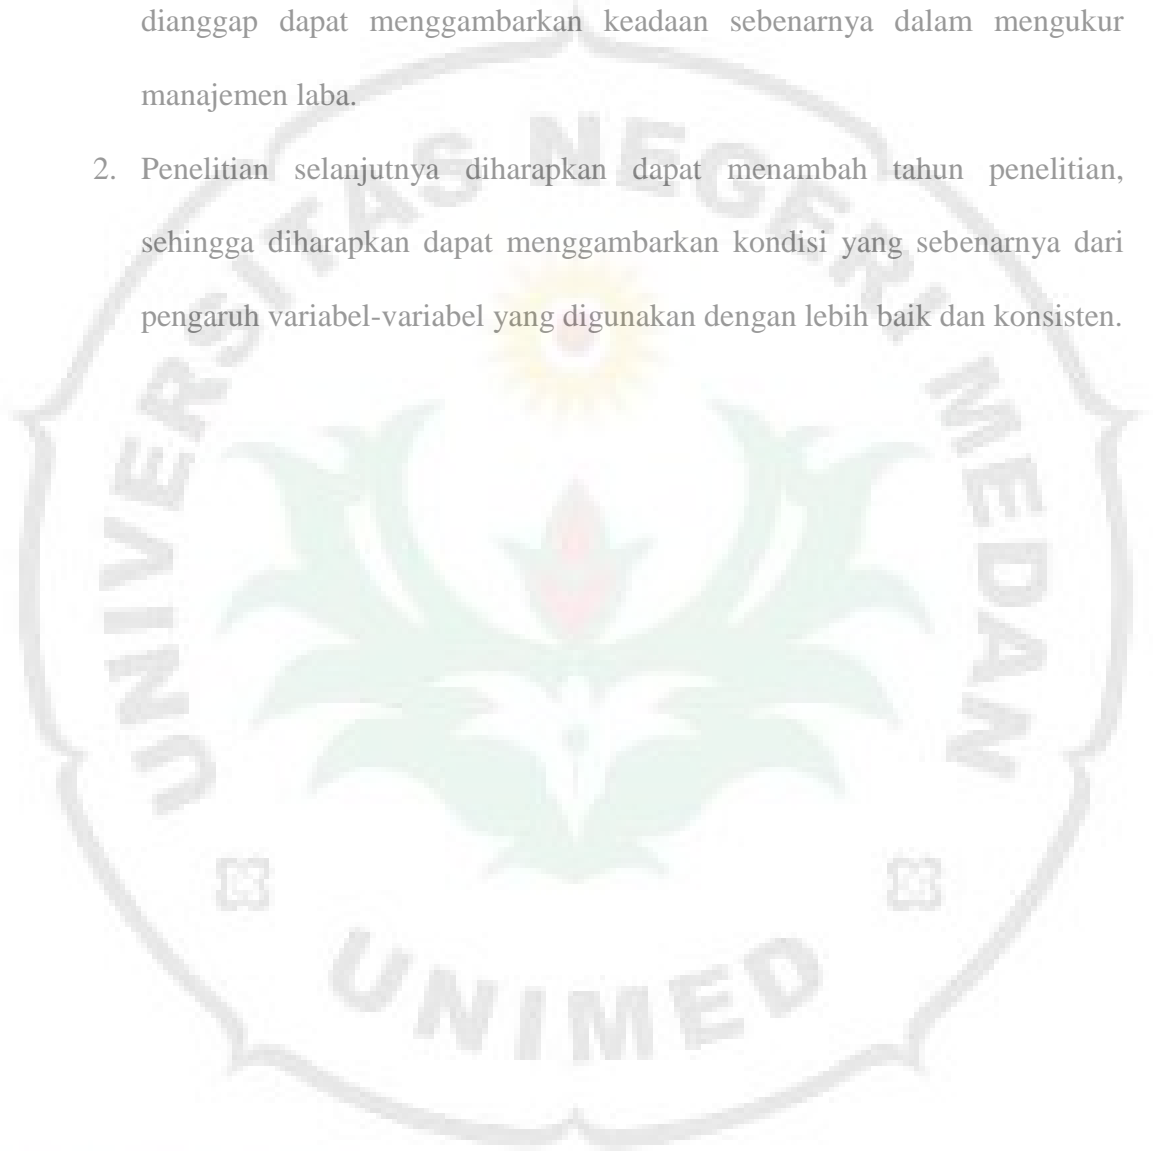 dianggap dapat menggambarkan keadaan sebenarnya dalam mengukur
manajemen laba.
2. Penelitian selanjutnya diharapkan dapat menambah tahun penelitian,
sehingga diharapkan dapat menggambarkan kondisi yang sebenarnya dari
pengaruh variabel-variabel yang digunakan dengan lebih baik dan konsisten.
UNIVERSITAS NEGERI MEDAN
UNIMED